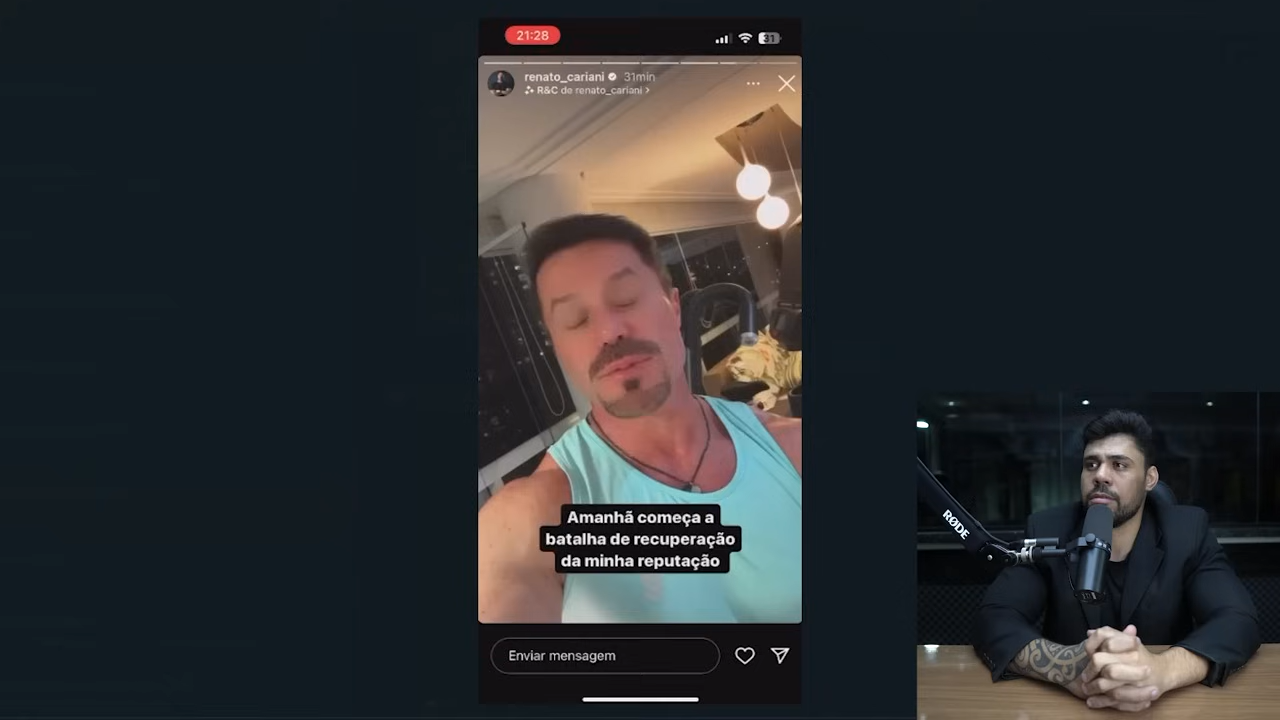 21:28
31
renato_cariani 31min
R&C de renato_cariani
Amanhã começa a
batalha de recuperação
da minha reputação
Enviar mensagem
RØDE